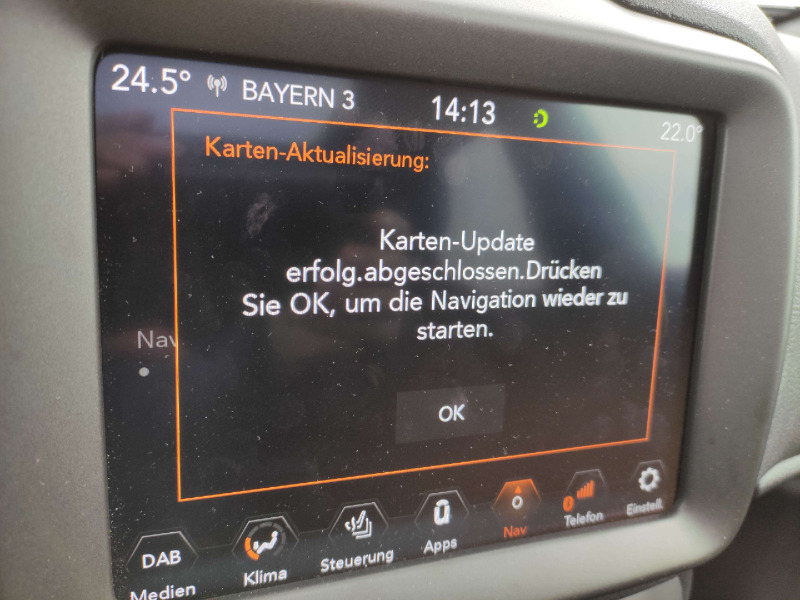 24.5° BAYERN 3 14:13 22.0°
Karten-Aktualisierung:
Karten-Update
erfolg.abgeschlossen.Drücken
Sie OK, um die Navigation wieder zu
starten.
Nav
OK
DAB
Medien
Klima
Steuerung
Apps
Nav
Telefon
Einstell.